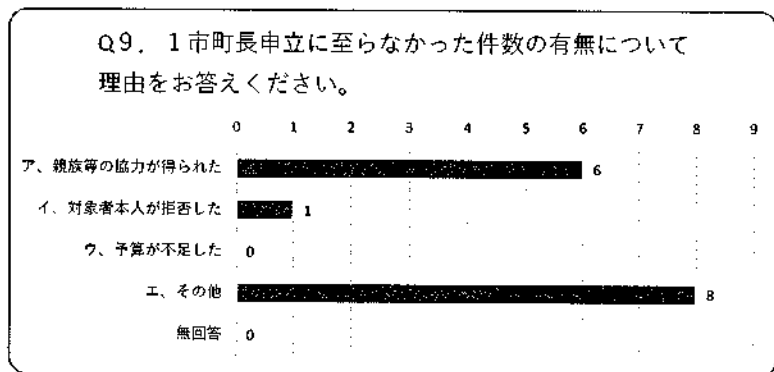 Q9．1市町長申立に至らなかった件数の有無について
理由をお答えください。
0 1 2 3 4 5 6 7 8 9
ア、親族等の協力が得られた 6
イ、対象者本人が拒否した 1
ウ、予算が不足した 0
エ、その他 8
無回答 0